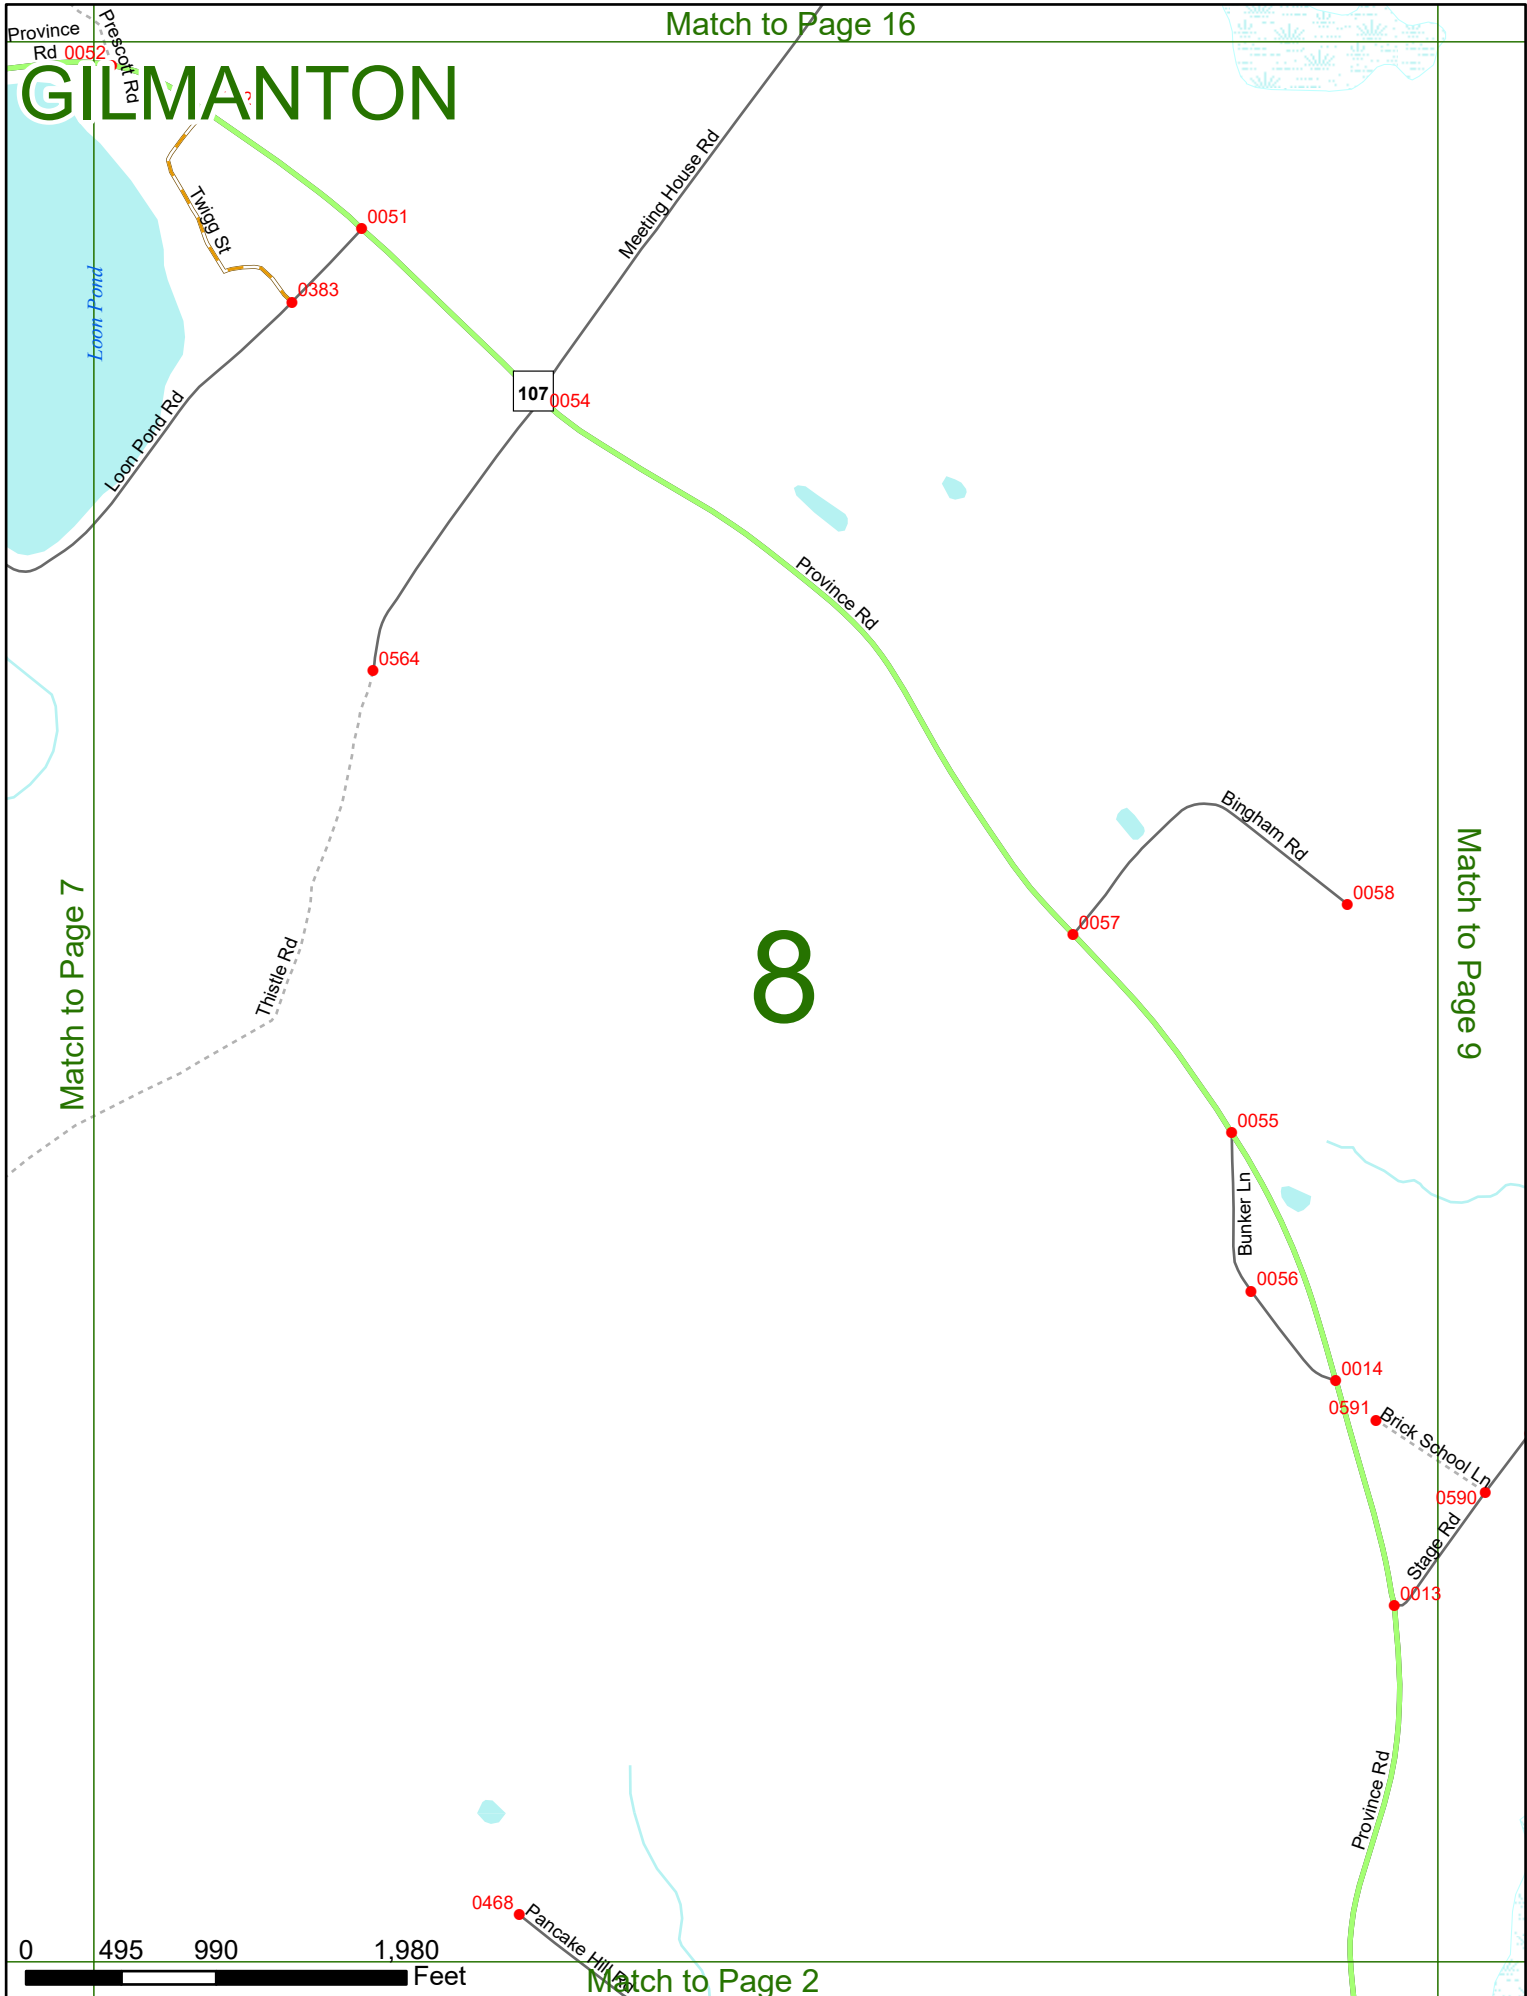 Match to Page 16
Province
Rd
0052
Prescott Rd
GILMANTON
Twigg St
0051
0383
Loon Pond
Loon Pond Rd
Meeting House Rd
107
0054
0564
Province Rd
Bingham Rd
0058
0057
Match to Page 7
Match to Page 9
Thistle Rd
8
0055
Bunker Ln
0056
0014
0591
Brick School Ln
0590
Stage Rd
0013
Province Rd
0468
Pancake Hill Rd
0 495 990 1,980
Feet
Match to Page 2